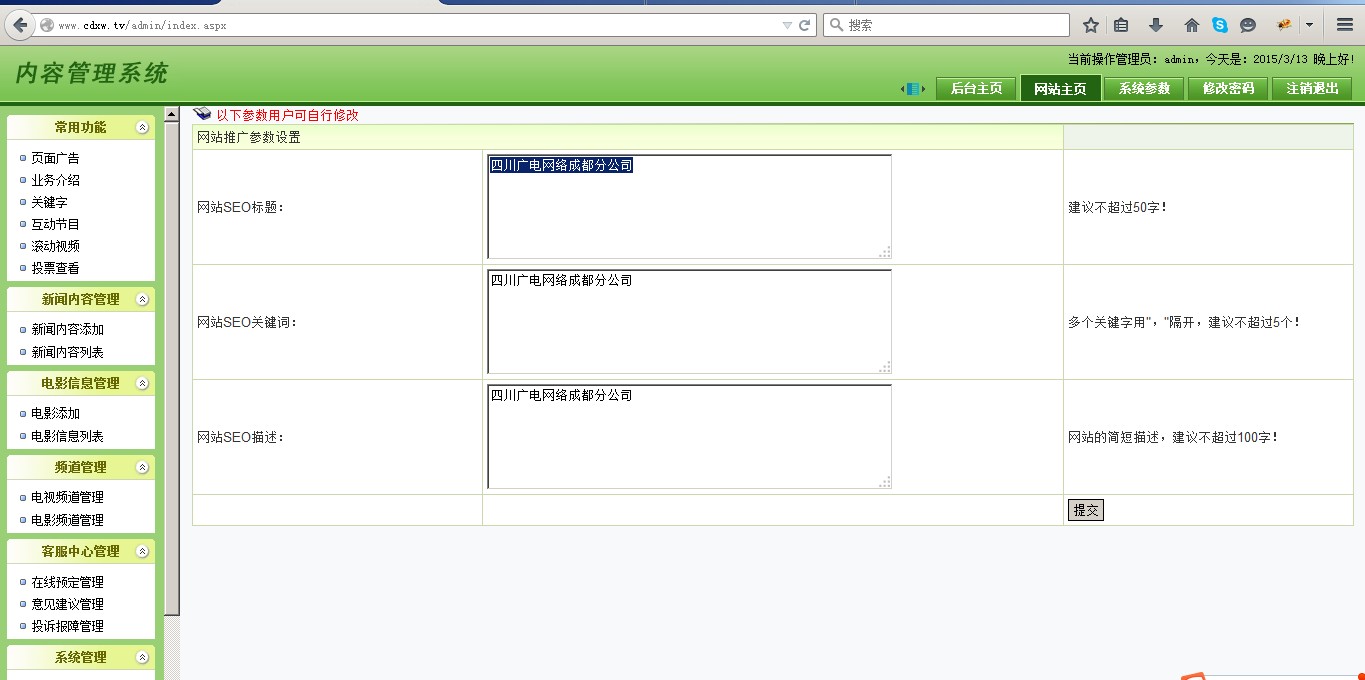 www.cdxw.tv/admin/index.aspx
搜索
内容管理系统
当前操作管理员：admin，今天是：2015/3/13 晚上好!
后台主页 网站主页 系统参数 修改密码 注销退出
常用功能
页面广告
业务介绍
关键字
互动节目
滚动视频
投票查看
新闻内容管理
新闻内容添加
新闻内容列表
电影信息管理
电影添加
电影信息列表
频道管理
电视频道管理
电影频道管理
客服中心管理
在线预定管理
意见建议管理
投诉报障管理
系统管理
以下参数用户可自行修改
网站推广参数设置
网站SEO标题：
四川广电网络成都分公司
建议不超过50字！
网站SEO关键词：
四川广电网络成都分公司
多个关键字用"，"隔开，建议不超过5个！
网站SEO描述：
四川广电网络成都分公司
网站的简短描述，建议不超过100字！
提交